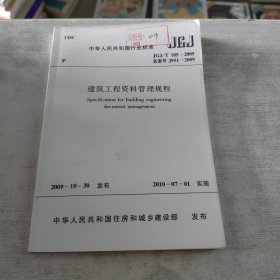 UDC
中华人民共和国行业标准
JGJ
P
JGJ/T 185-2009
备案号 J951-2009
建筑工程资料管理规程
Specification for building engineering
document management
2009-10-30 发布
2010-07-01 实施
中华人民共和国住房和城乡建设部 发布